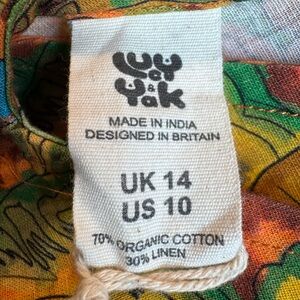 Lucy
&
Yak
MADE IN INDIA
DESIGNED IN BRITAIN
UK 14
US 10
70% ORGANIC COTTON
30% LINEN